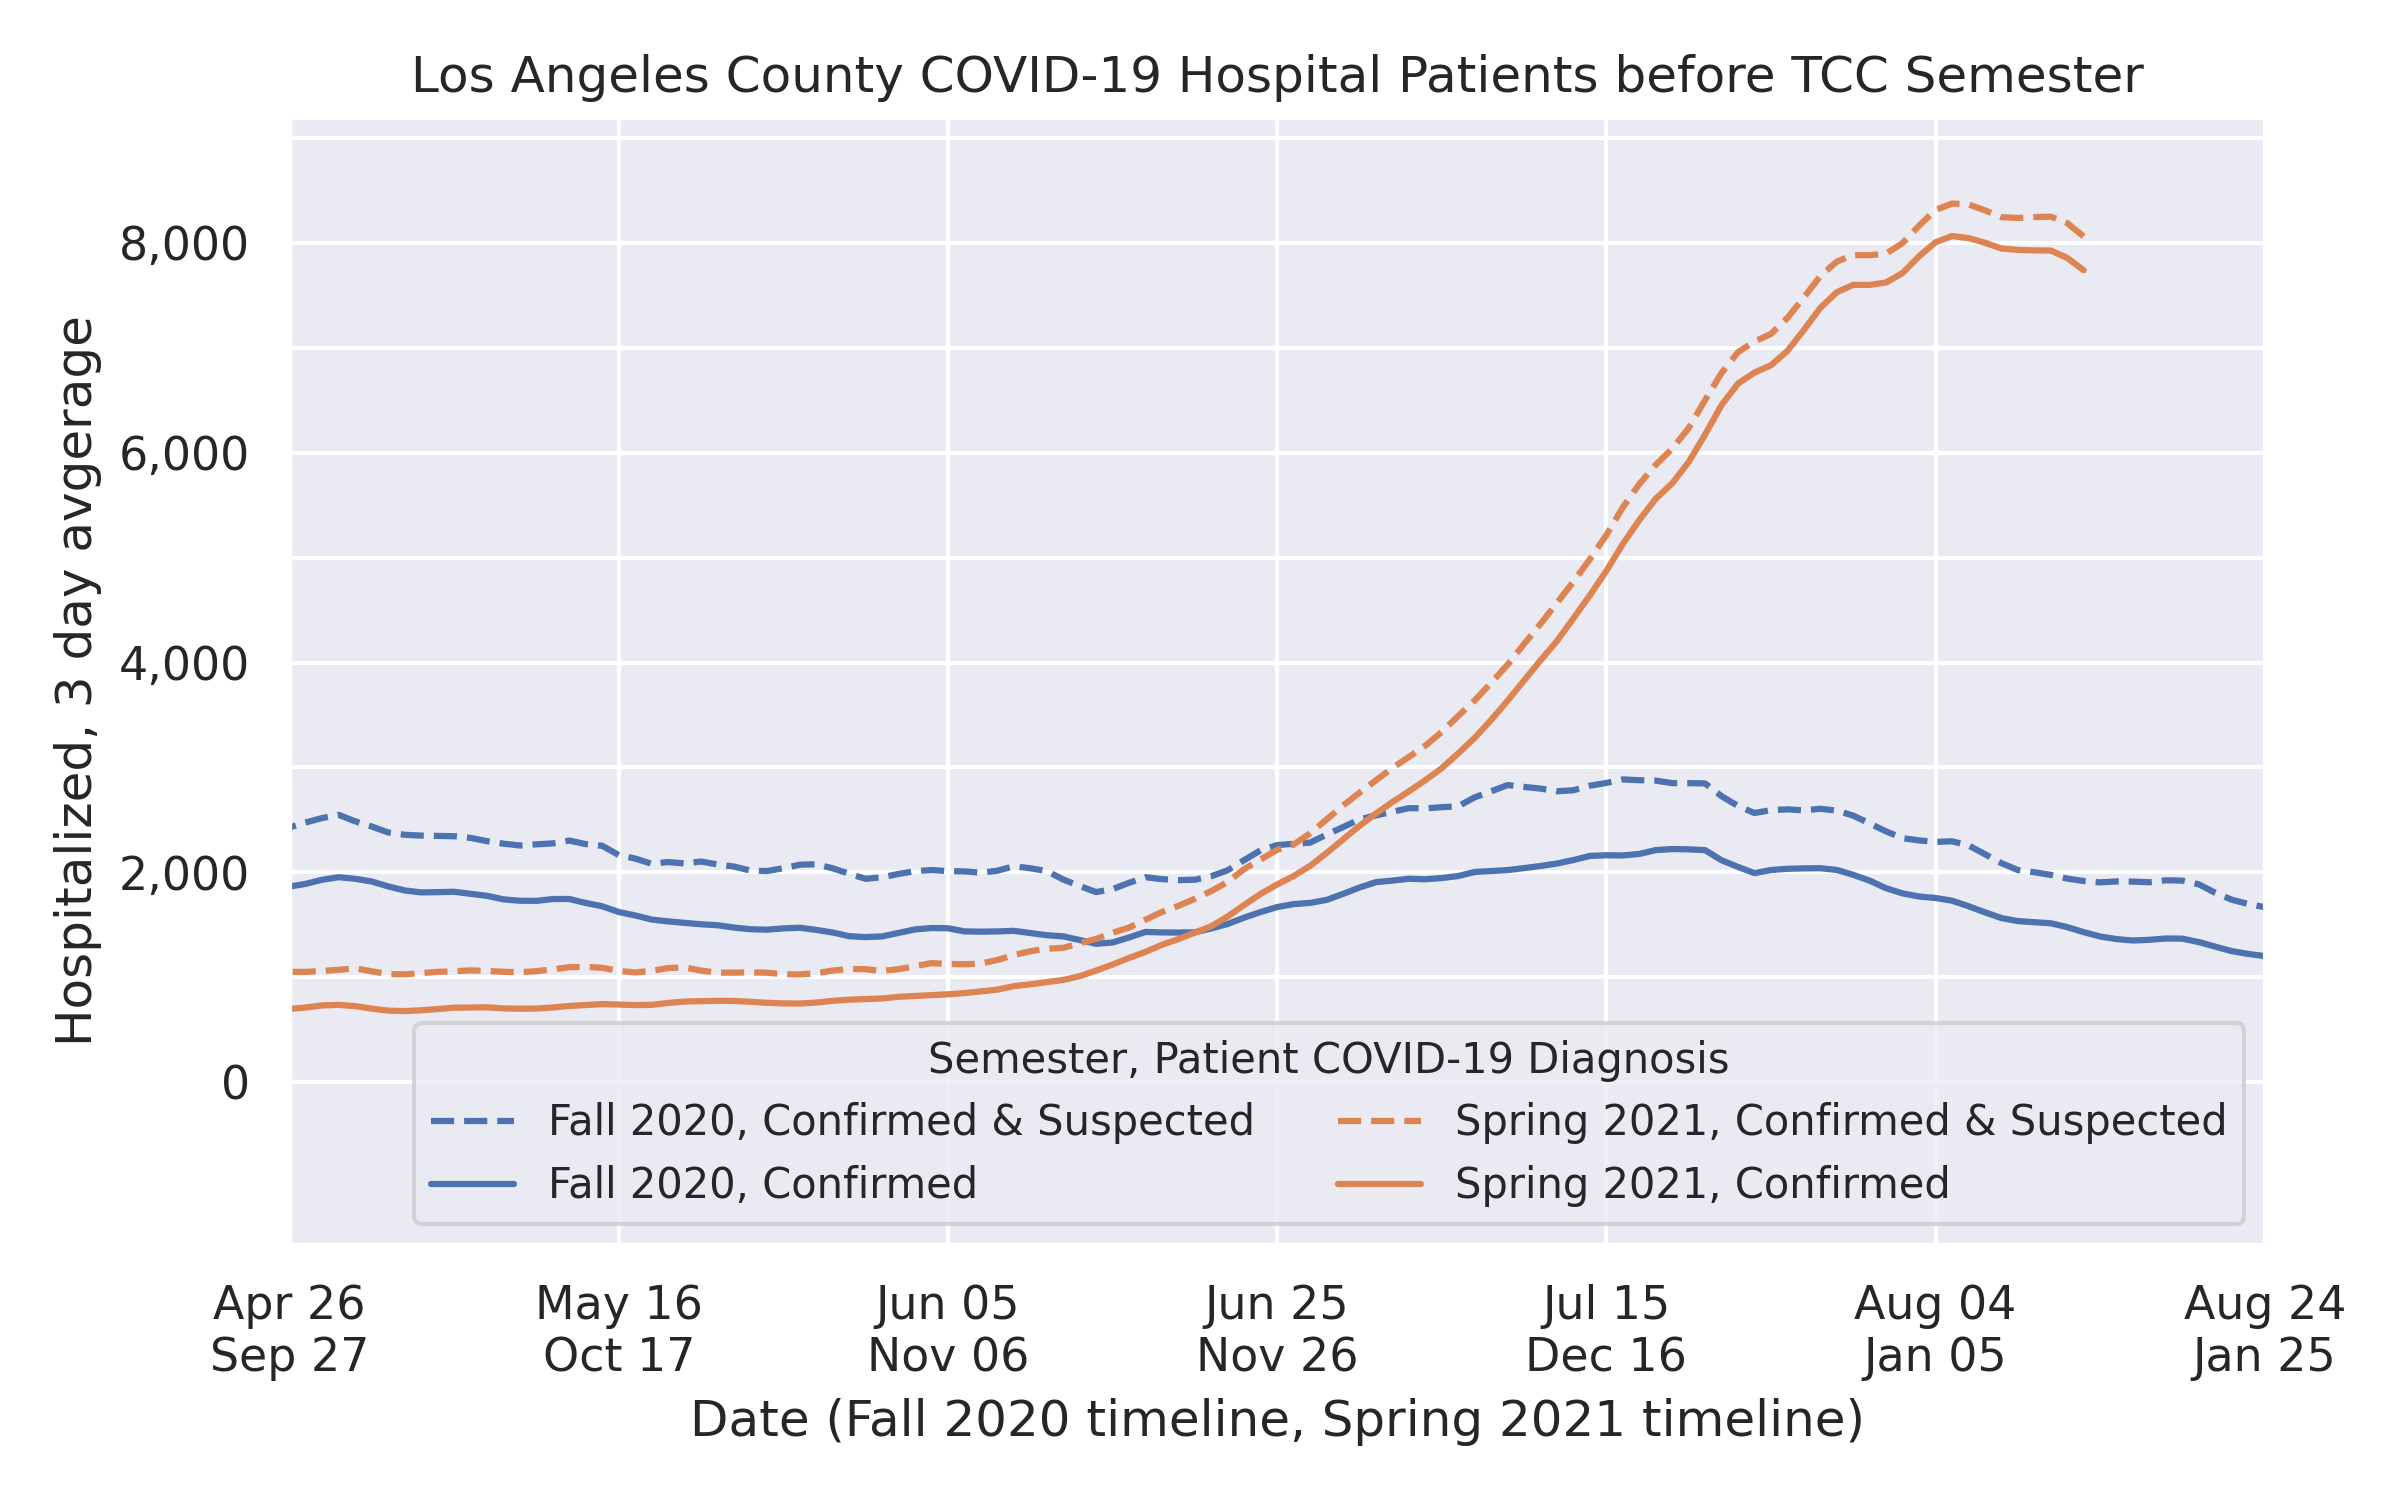 Los Angeles County COVID-19 Hospital Patients before TCC Semester
Hospitalized, 3 day avgerage
8,000
6,000
4,000
2,000
0
Semester, Patient COVID-19 Diagnosis
Fall 2020, Confirmed & Suspected
Fall 2020, Confirmed
Spring 2021, Confirmed & Suspected
Spring 2021, Confirmed
Apr 26 May 16 Jun 05 Jun 25 Jul 15 Aug 04 Aug 24
Sep 27 Oct 17 Nov 06 Nov 26 Dec 16 Jan 05 Jan 25
Date (Fall 2020 timeline, Spring 2021 timeline)